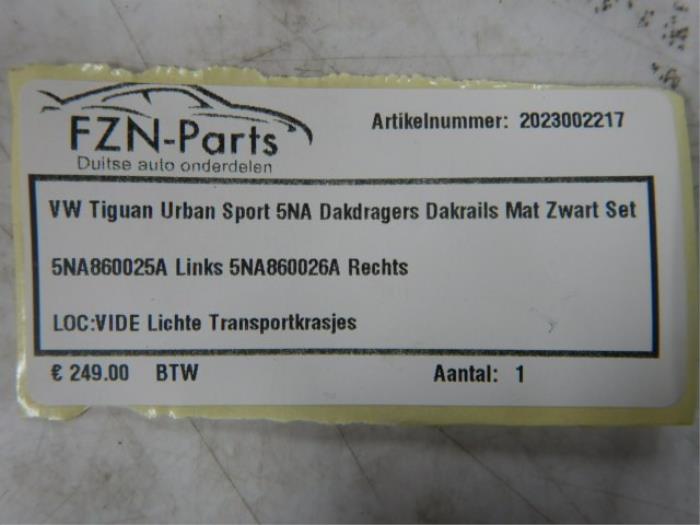 FZN-Parts
Duitse auto onderdelen
Artikelnummer: 2023002217
VW Tiguan Urban Sport 5NA Dakdragers Dakrails Mat Zwart Set
5NA860025A Links 5NA860026A Rechts
LOC:VIDE Lichte Transportkrasjes
€ 249.00 BTW Aantal: 1